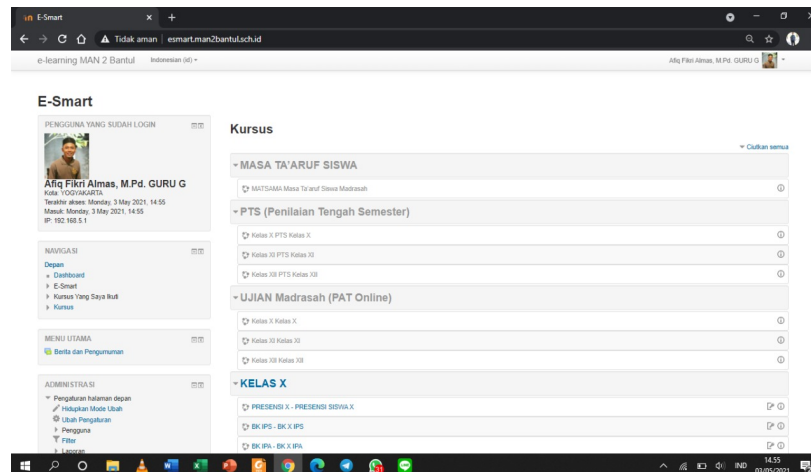 E-Smart
Tidak aman
esmart.man2bantul.sch.id
e-learning MAN 2 Bantul
Indonesian (id)
Afiq Fikri Almas, M.Pd. GURU G
E-Smart
PENGGUNA YANG SUDAH LOGIN
Afiq Fikri Almas, M.Pd. GURU G
Kota: YOGYAKARTA
Terakhir akses: Monday, 3 May 2021, 14:55
Masuk: Monday, 3 May 2021, 14:55
IP: 192.168.5.1
NAVIGASI
Depan
Dashboard
E-Smart
Kursus Yang Saya Ikuti
Kursus
MENU UTAMA
Berita dan Pengumuman
ADMINISTRASI
Pengaturan halaman depan
Hidupkan Mode Ubah
Ubah Pengaturan
Pengguna
Filter
Laporan
Kursus
Ciutkan semua
MASA TA'ARUF SISWA
MATSAMA Masa Ta'aruf Siswa Madrasah
PTS (Penilaian Tengah Semester)
Kelas X PTS Kelas X
Kelas XI PTS Kelas XI
Kelas XII PTS Kelas XII
UJIAN Madrasah (PAT Online)
Kelas X Kelas X
Kelas XI Kelas XI
Kelas XII Kelas XII
KELAS X
PRESENSI X - PRESENSI SISWA X
BK IPS - BK X IPS
BK IPA - BK X IPA
IND
14.55
03/05/2021